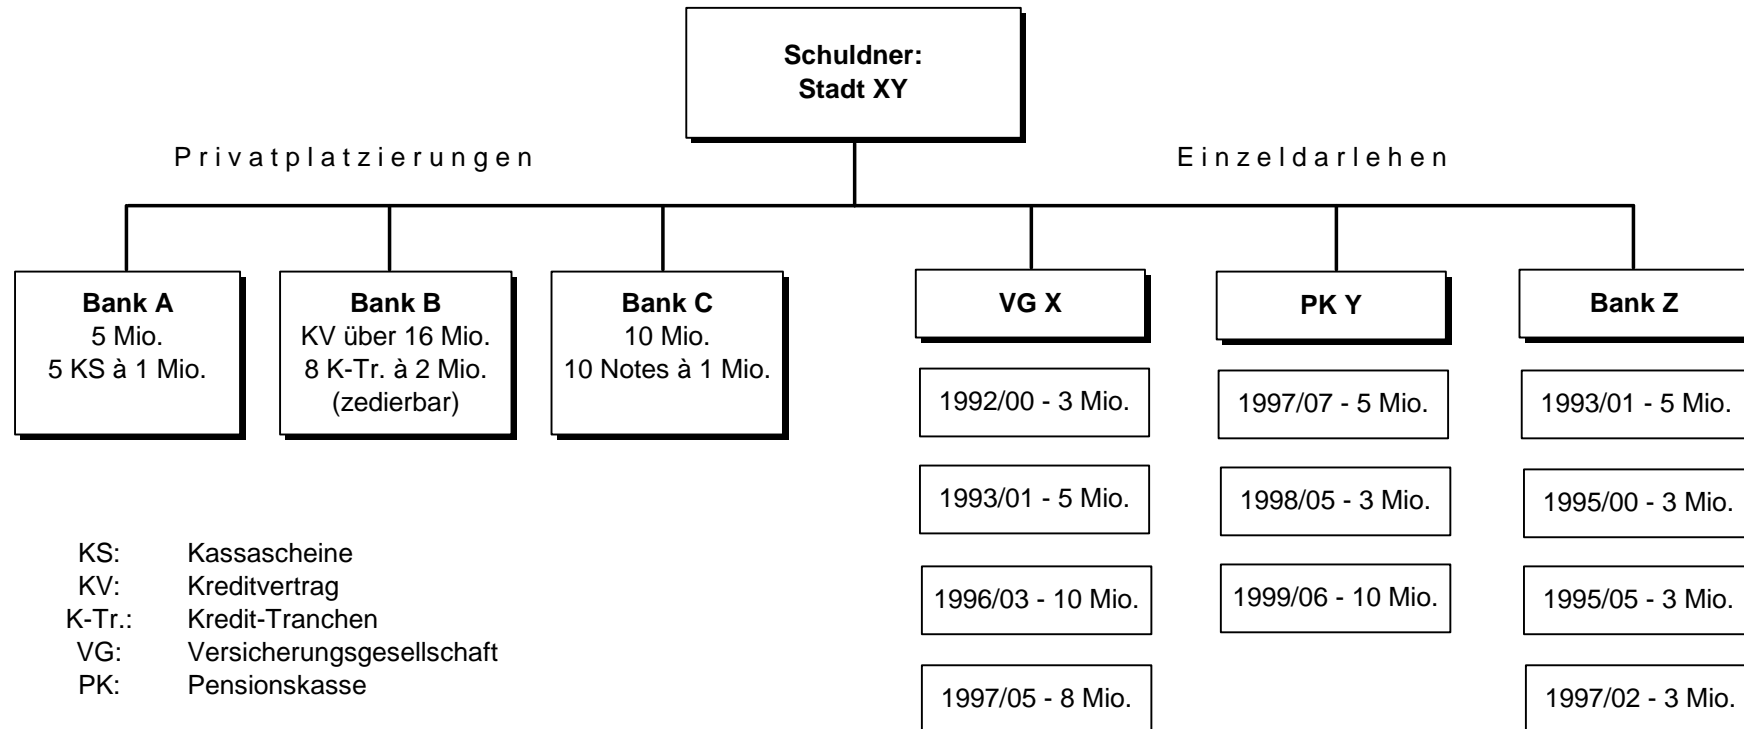 Schuldner:
Stadt XY
Privatplatzierungen
Einzeldarlehen
Bank A
5 Mio.
5 KS à 1 Mio.
Bank B
KV über 16 Mio.
8 K-Tr. à 2 Mio.
(zedierbar)
Bank C
10 Mio.
10 Notes à 1 Mio.
VG X
1992/00 - 3 Mio.
1993/01 - 5 Mio.
1996/03 - 10 Mio.
1997/05 - 8 Mio.
PK Y
1997/07 - 5 Mio.
1998/05 - 3 Mio.
1999/06 - 10 Mio.
Bank Z
1993/01 - 5 Mio.
1995/00 - 3 Mio.
1995/05 - 3 Mio.
1997/02 - 3 Mio.
KS: Kassascheine
KV: Kreditvertrag
K-Tr.: Kredit-Tranchen
VG: Versicherungsgesellschaft
PK: Pensionskasse